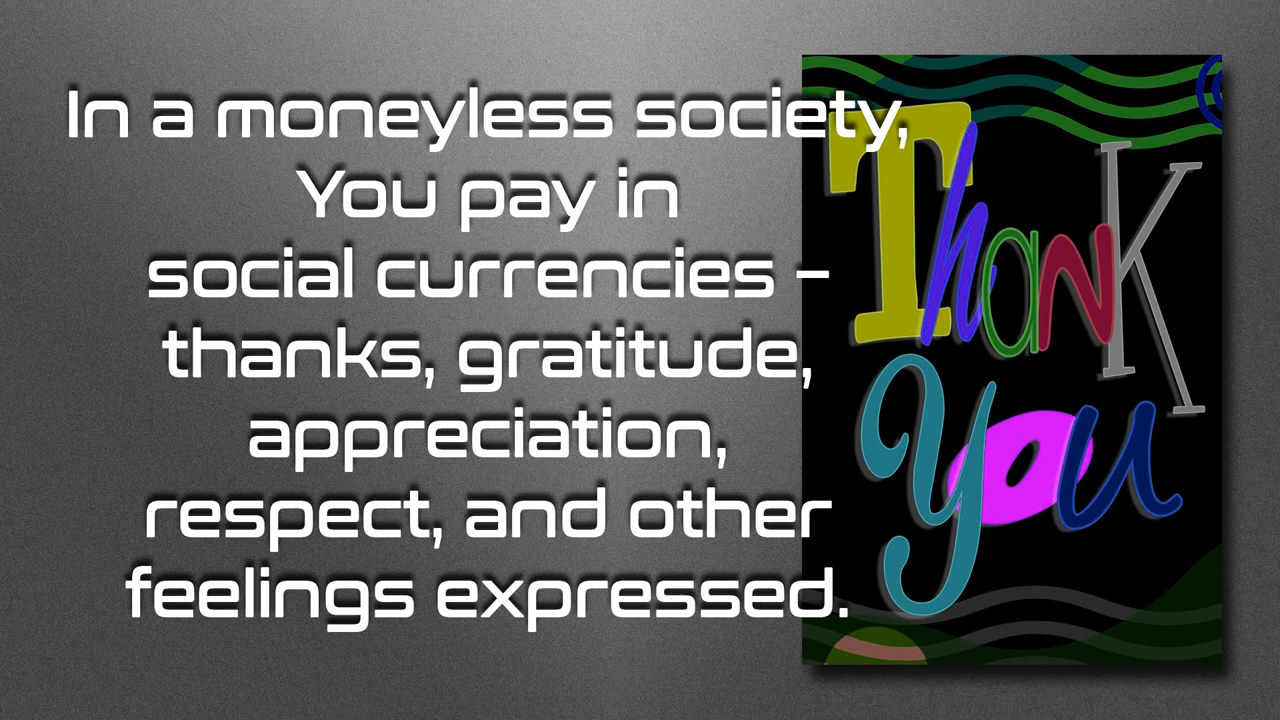 In a moneyless society,
You pay in
social currencies –
thanks, gratitude,
appreciation,
respect, and other
feelings expressed.
Thank
you